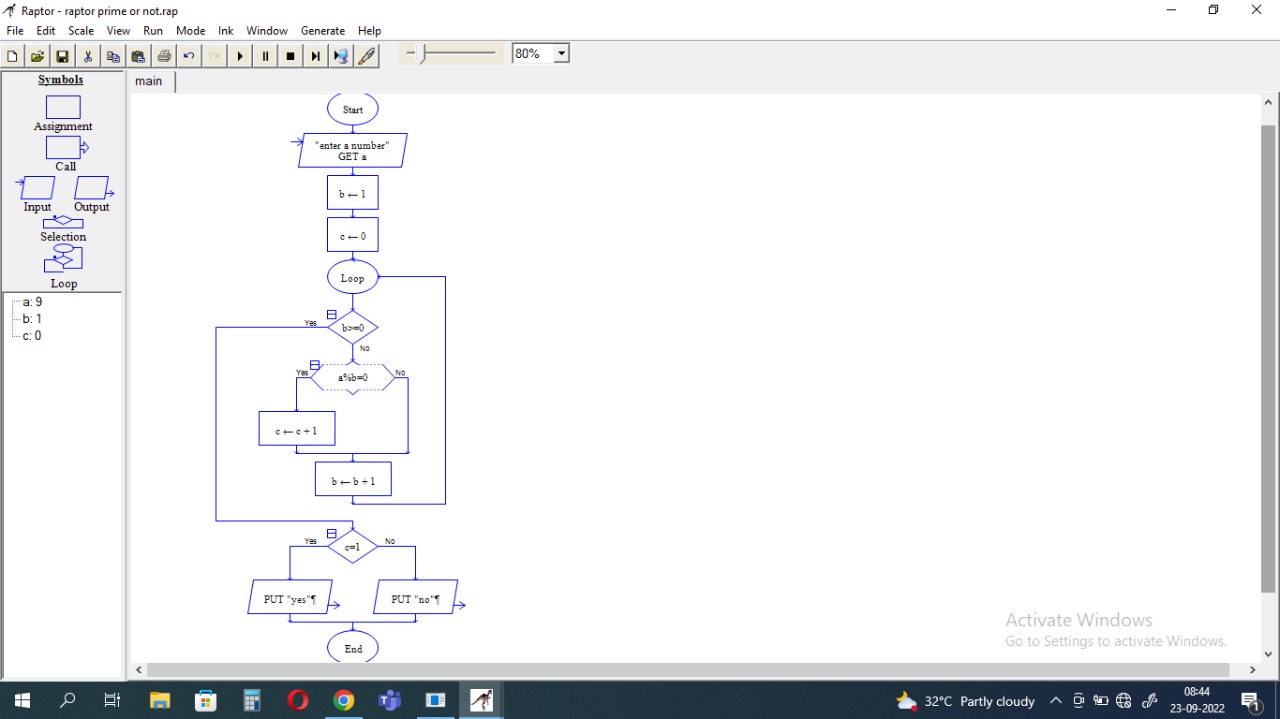 Raptor - raptor prime or not.rap
File Edit Scale View Run Mode Ink Window Generate Help
80%
Symbols
main
Assignment
Call
Input Output
Selection
Loop
a: 9
b: 1
c: 0
Start
"enter a number"
GET a
b ← 1
c ← 0
Loop
Yes
b>=0
No
Yes
a%b=0
No
c ← c + 1
b ← b + 1
Yes
c=1
No
PUT "yes"¶
PUT "no"¶
End
Activate Windows
Go to Settings to activate Windows.
32°C Partly cloudy
08:44
23-09-2022
1